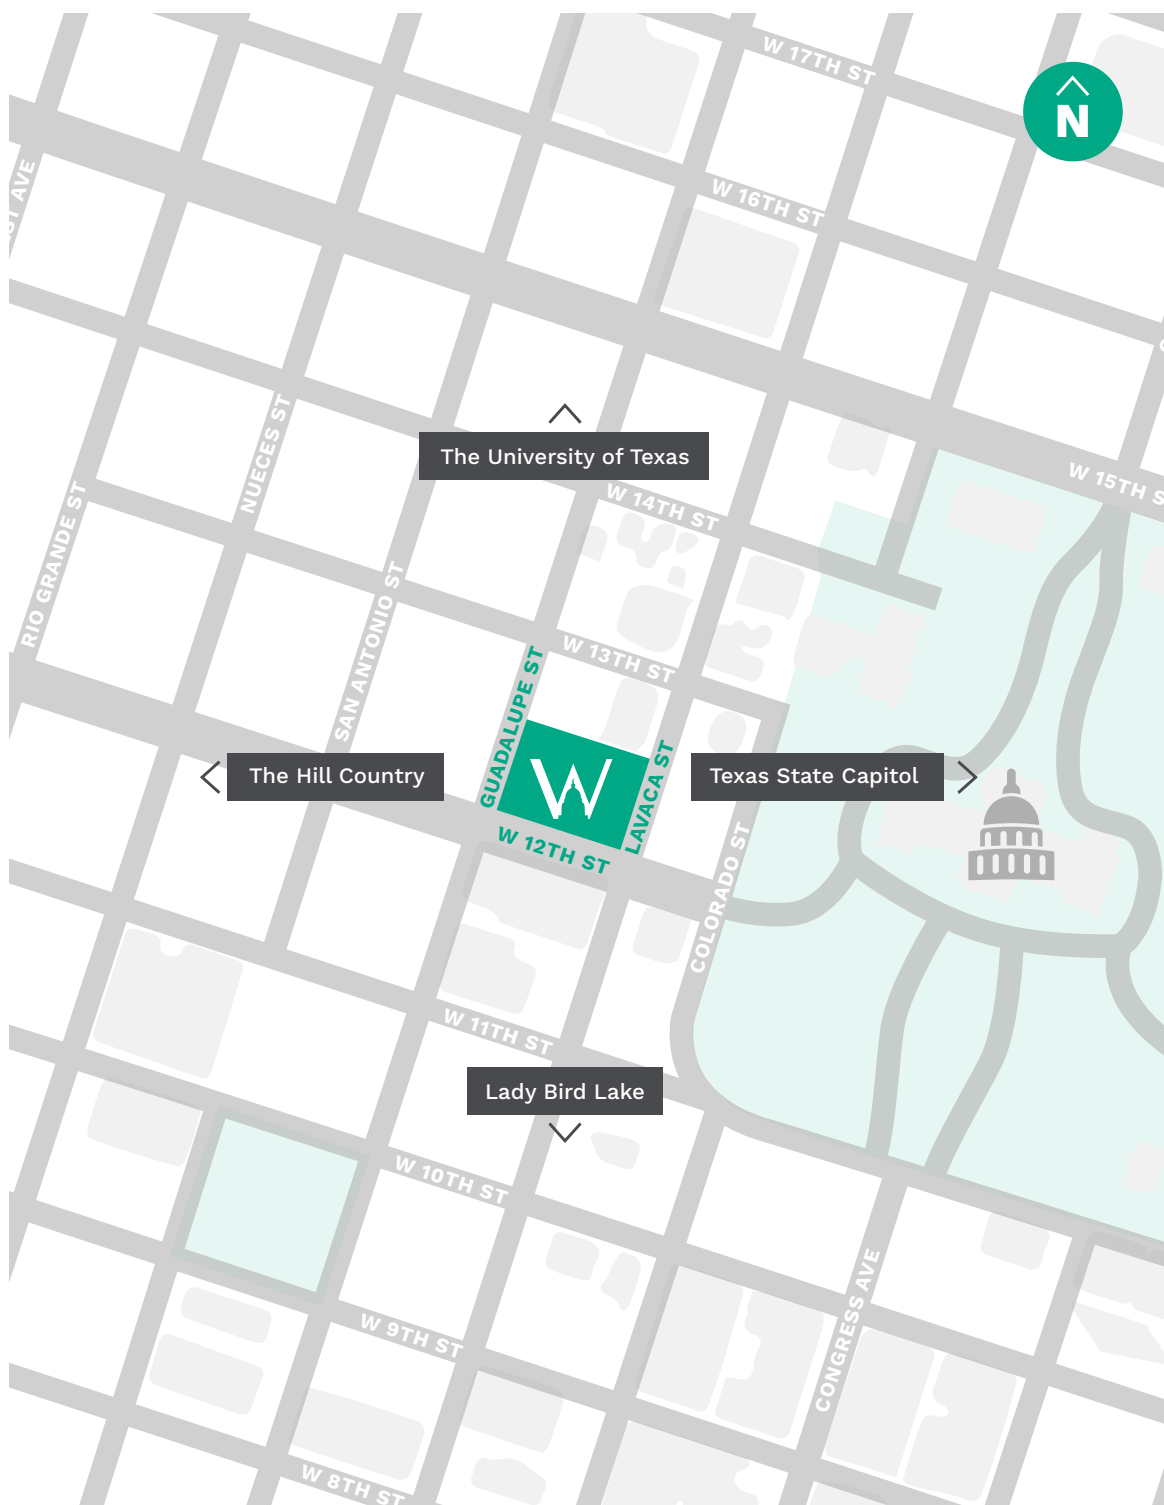 W 17TH ST
N
W 16TH ST
NUECES ST
The University of Texas
W 15TH S
W 14TH ST
RIO GRANDE ST
SAN ANTONIO ST
W 13TH ST
GUADALUPE ST
LAVACA ST
The Hill Country
W
Texas State Capitol
W 12TH ST
COLORADO ST
W 11TH ST
Lady Bird Lake
W 10TH ST
CONGRESS AVE
W 9TH ST
W 8TH ST
ST AVE